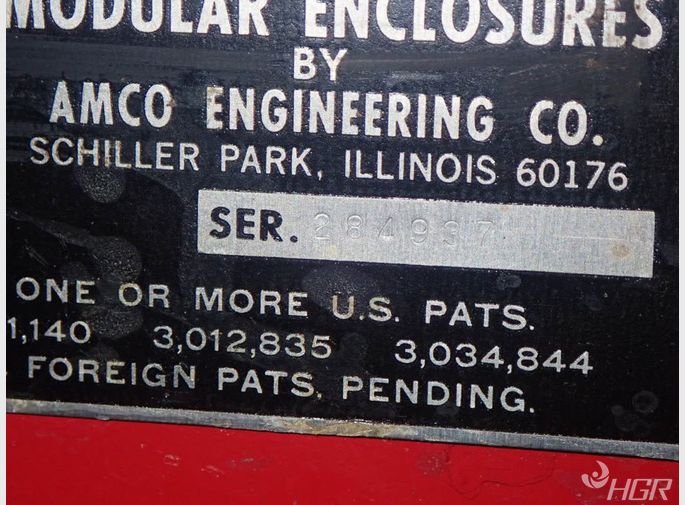 MODULAR ENCLOSURES
BY
AMCO ENGINEERING CO.
SCHILLER PARK, ILLINOIS 60176
SER. 284937
ONE OR MORE U.S. PATS.
1,140 3,012,835 3,034,844
FOREIGN PATS. PENDING.
HGR